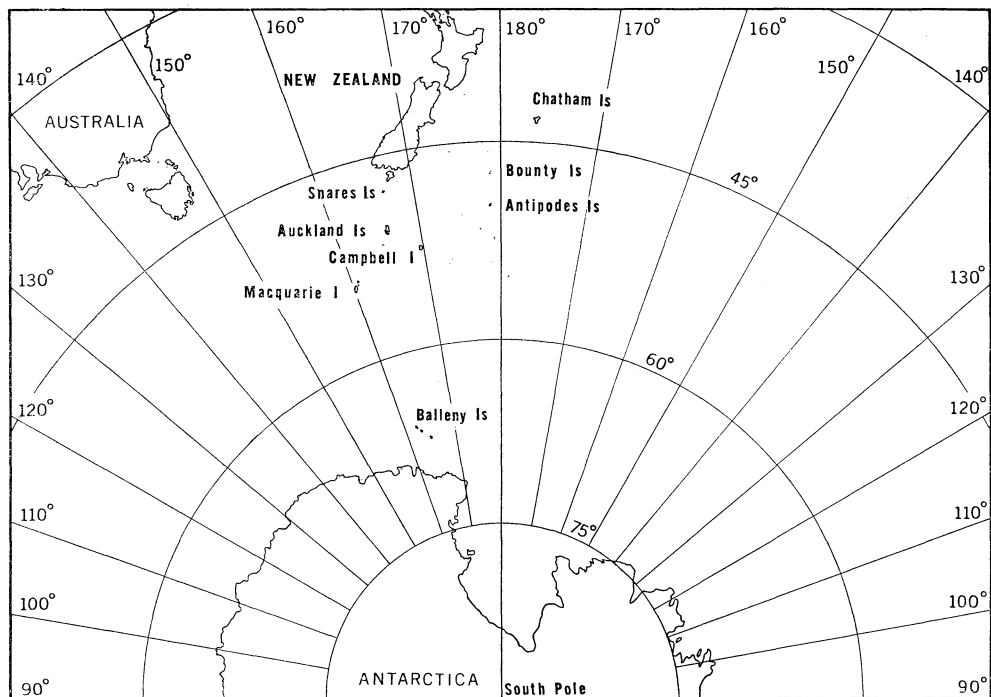 160°
170°
180°
170°
160°
140°
150°
NEW ZEALAND
150°
140°
Chatham Is
AUSTRALIA
Bounty Is
45°
Snares Is
Antipodes Is
Auckland Is
Campbell I
130°
Macquarie I
130°
60°
120°
Balleny Is
120°
110°
75°
110°
100°
100°
90°
ANTARCTICA
South Pole
90°